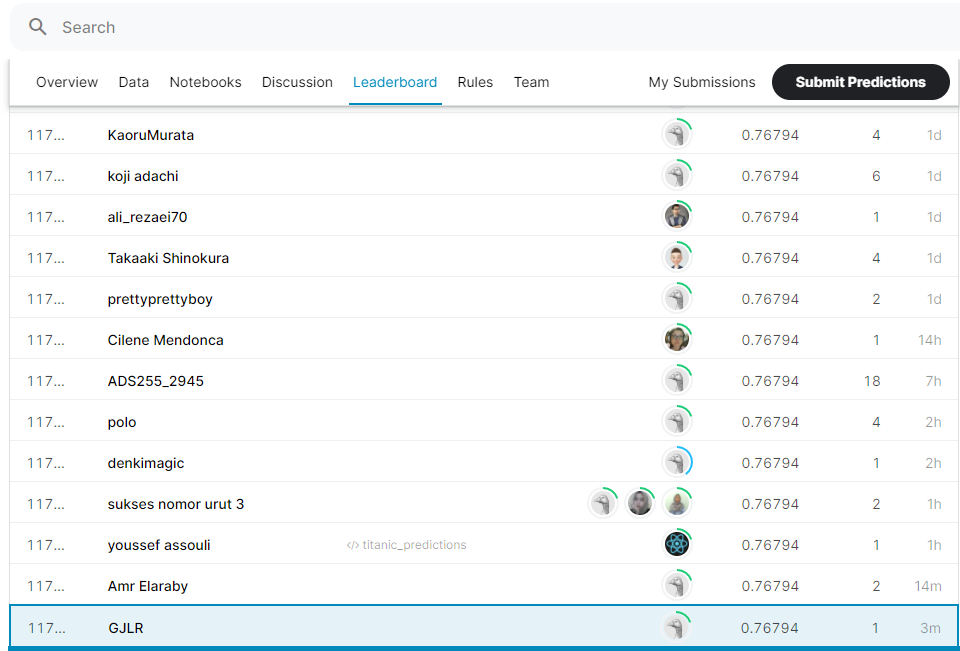 Search
Overview Data Notebooks Discussion Leaderboard Rules Team My Submissions Submit Predictions
117... KaoruMurata 0.76794 4 1d
117... koji adachi 0.76794 6 1d
117... ali_rezaei70 0.76794 1 1d
117... Takaaki Shinokura 0.76794 4 1d
117... prettyprettyboy 0.76794 2 1d
117... Cilene Mendonca 0.76794 1 14h
117... ADS255_2945 0.76794 18 7h
117... polo 0.76794 4 2h
117... denkimagic 0.76794 1 2h
117... sukses nomor urut 3 0.76794 2 1h
117... youssef assouli </> titanic_predictions 0.76794 1 1h
117... Amr Elaraby 0.76794 2 14m
117... GJLR 0.76794 1 3m